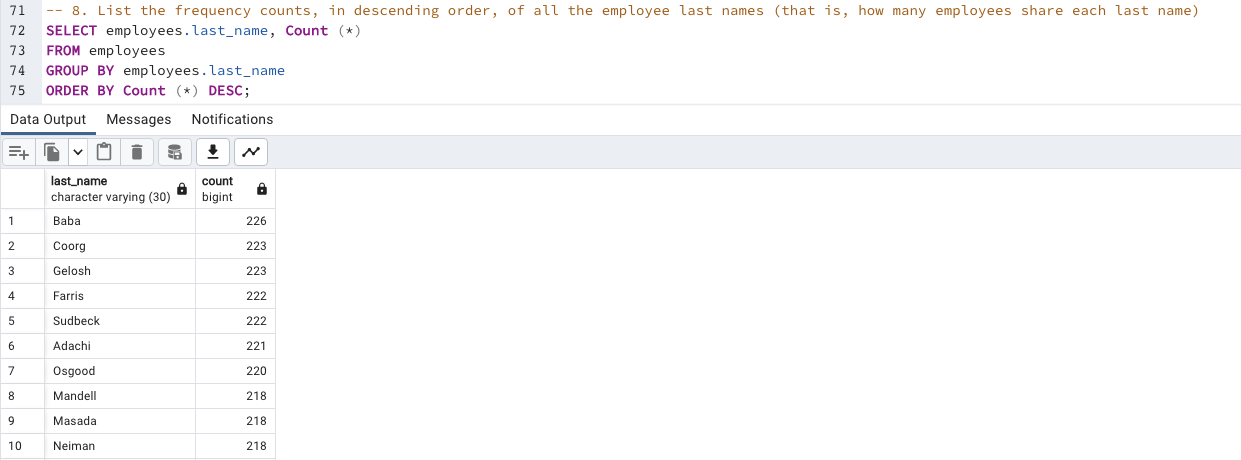 71 -- 8. List the frequency counts, in descending order, of all the employee last names (that is, how many employees share each last name)
72 SELECT employees.last_name, Count (*)
73 FROM employees
74 GROUP BY employees.last_name
75 ORDER BY Count (*) DESC;
Data Output Messages Notifications
last_name count
character varying (30) bigint
1 Baba 226
2 Coorg 223
3 Gelosh 223
4 Farris 222
5 Sudbeck 222
6 Adachi 221
7 Osgood 220
8 Mandell 218
9 Masada 218
10 Neiman 218